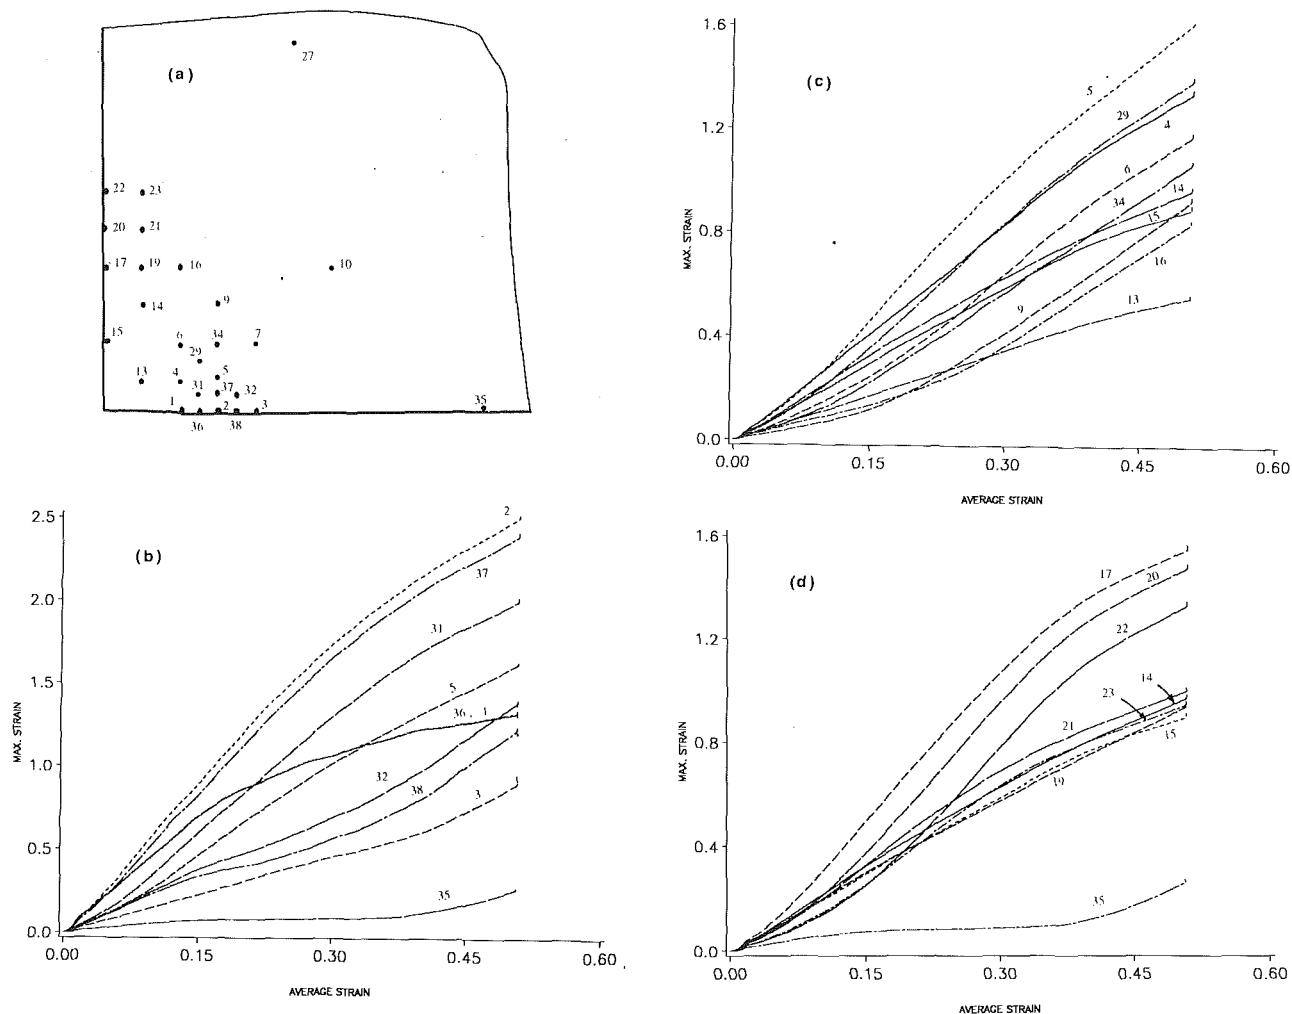 (a)
27
22 23
20 21
17 19 16 10
14 9
15 6 34 7
29
13 4 5
31 37 32
1 2 3 35
36 38
(b)
2.5
2.0
1.5
1.0
0.5
0.0
MAX. STRAIN
2
37
31
5
36 , 1
32
38
3
35
0.00 0.15 0.30 0.45 0.60
AVERAGE STRAIN
(c)
1.6
1.2
0.8
0.4
0.0
MAX. STRAIN
5
29
4
6
34 14
15
16
9
13
0.00 0.15 0.30 0.45 0.60
AVERAGE STRAIN
(d)
1.6
1.2
0.8
0.4
0.0
MAX. STRAIN
17
20
22
14
23
21
15
19
35
0.00 0.15 0.30 0.45 0.60
AVERAGE STRAIN